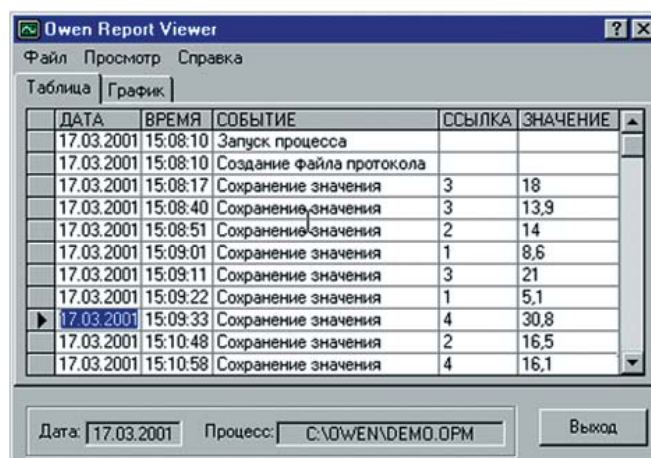 Owen Report Viewer
Файл Просмотр Справка
Таблица График
ДАТА ВРЕМЯ СОБЫТИЕ ССЫЛКА ЗНАЧЕНИЕ
17.03.2001 15:08:10 Запуск процесса
17.03.2001 15:08:10 Создание файла протокола
17.03.2001 15:08:17 Сохранение значения 3 18
17.03.2001 15:08:40 Сохранение значения 3 13,9
17.03.2001 15:08:51 Сохранение значения 2 14
17.03.2001 15:09:01 Сохранение значения 1 8,6
17.03.2001 15:09:11 Сохранение значения 3 21
17.03.2001 15:09:22 Сохранение значения 1 5,1
17.03.2001 15:09:33 Сохранение значения 4 30,8
17.03.2001 15:10:48 Сохранение значения 2 16,5
17.03.2001 15:10:58 Сохранение значения 4 16,1
Дата: 17.03.2001 Процесс: C:\OWEN\DEMO.OPM Выход